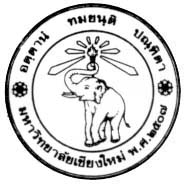 อตฺตานํ ทมยนฺติ ปณฺฑิตา
มหาวิทยาลัยเชียงใหม่ พ.ศ.๒๕๐๗